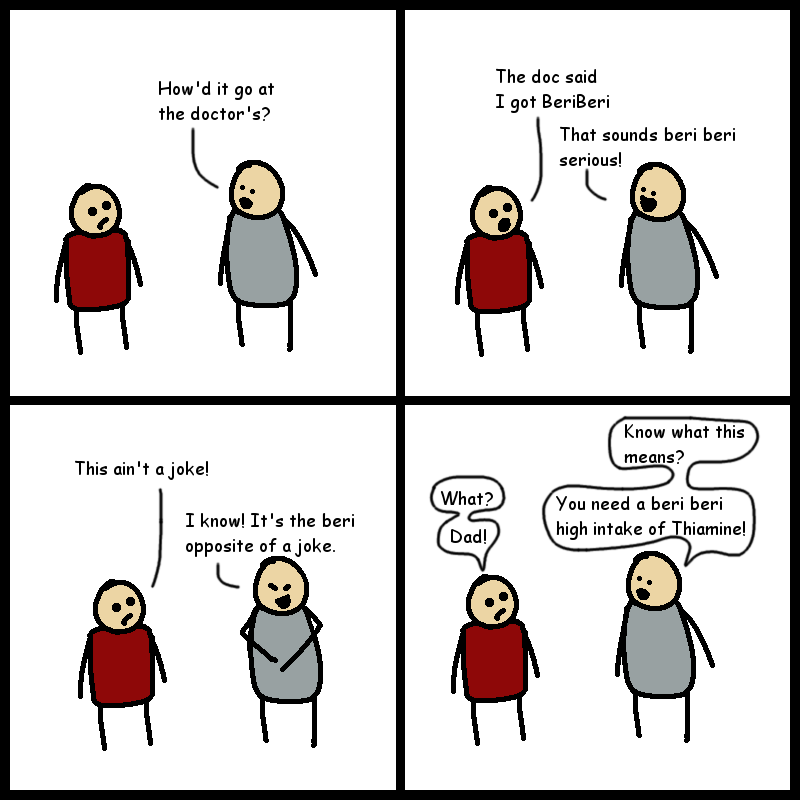 How'd it go at
the doctor's?
The doc said
I got BeriBeri
That sounds beri beri
serious!
This ain't a joke!
I know! It's the beri
opposite of a joke.
Know what this
means?
What?
You need a beri beri
high intake of Thiamine!
Dad!